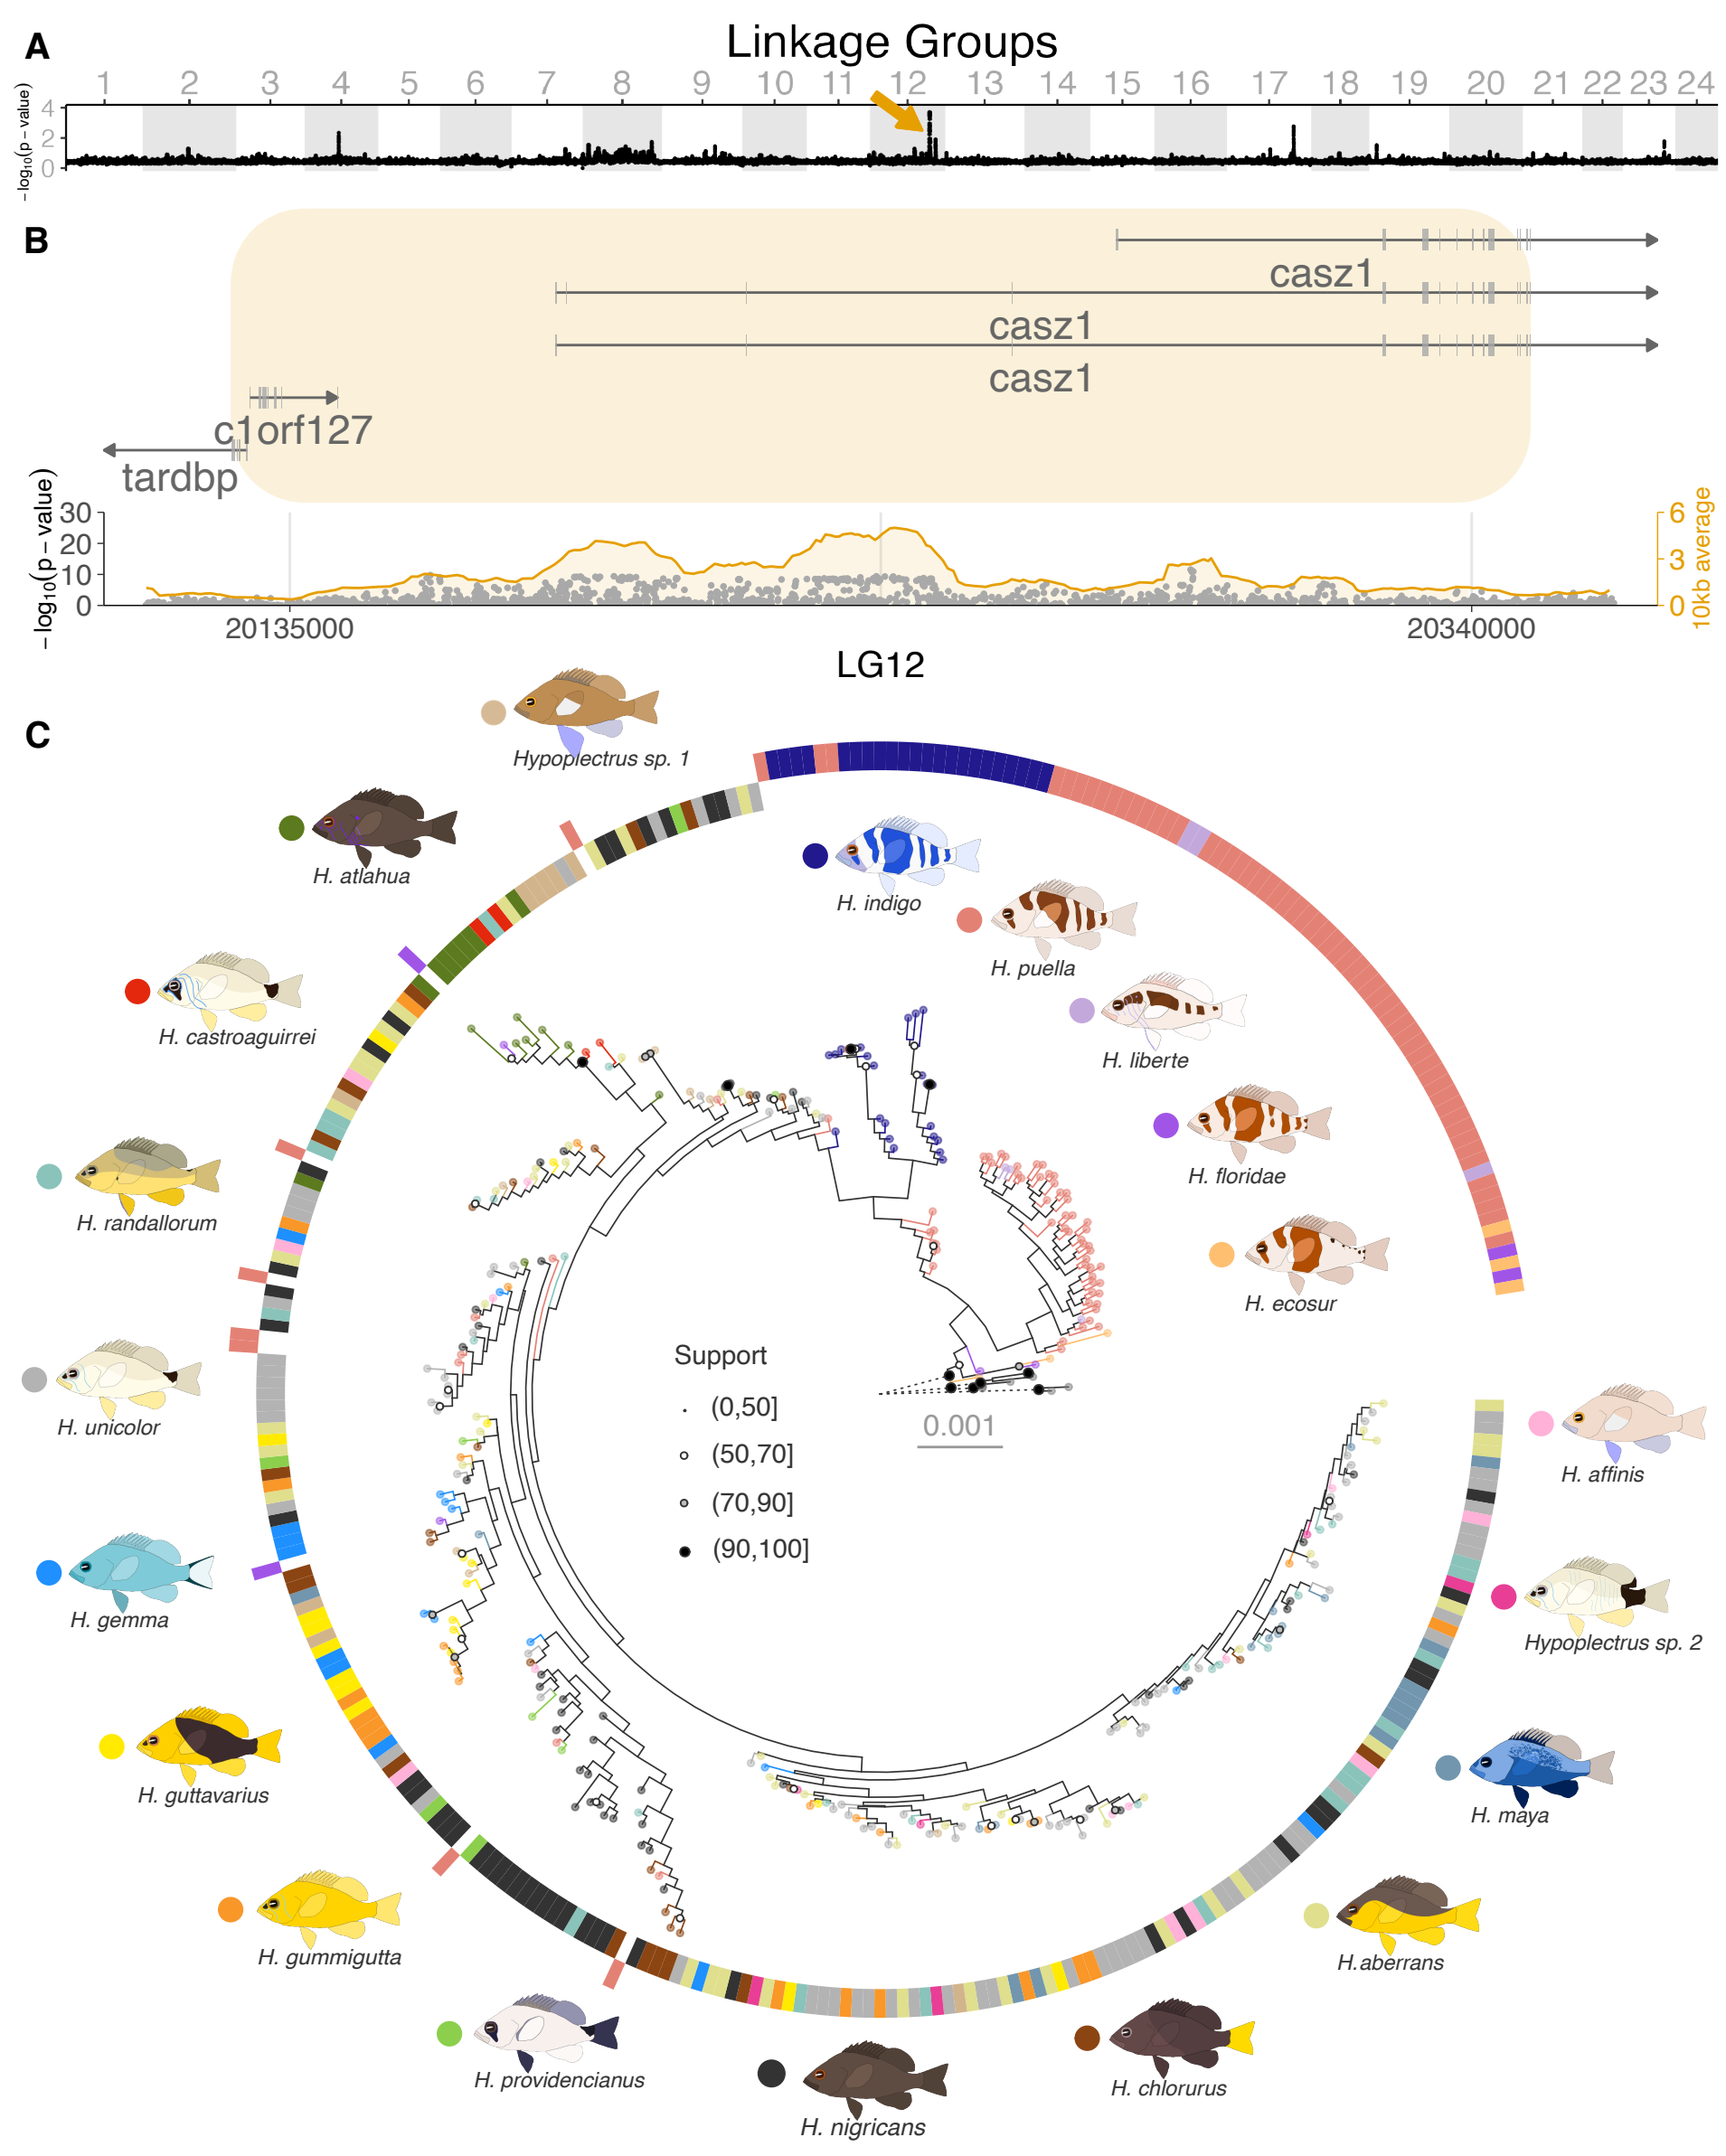 A
Linkage Groups
1 2 3 4 5 6 7 8 9 10 11 12 13 14 15 16 17 18 19 20 21 22 23 24
−log10(p−value)
4
2
0
B
casz1
casz1
casz1
c1orf127
tardbp
−log10(p−value)
30
20
10
0
6
3
0
10kb average
20135000 20340000
LG12
C
Hypoplectrus sp. 1
H. atlahua
H. indigo
H. puella
H. castroaguirrei
H. liberte
H. floridae
H. randallorum
H. ecosur
H. unicolor
Support
(0,50]
(50,70]
(70,90]
(90,100]
0.001
H. affinis
H. gemma
Hypoplectrus sp. 2
H. guttavarius
H. maya
H. gummigutta
H.aberrans
H. providencianus
H. chlorurus
H. nigricans